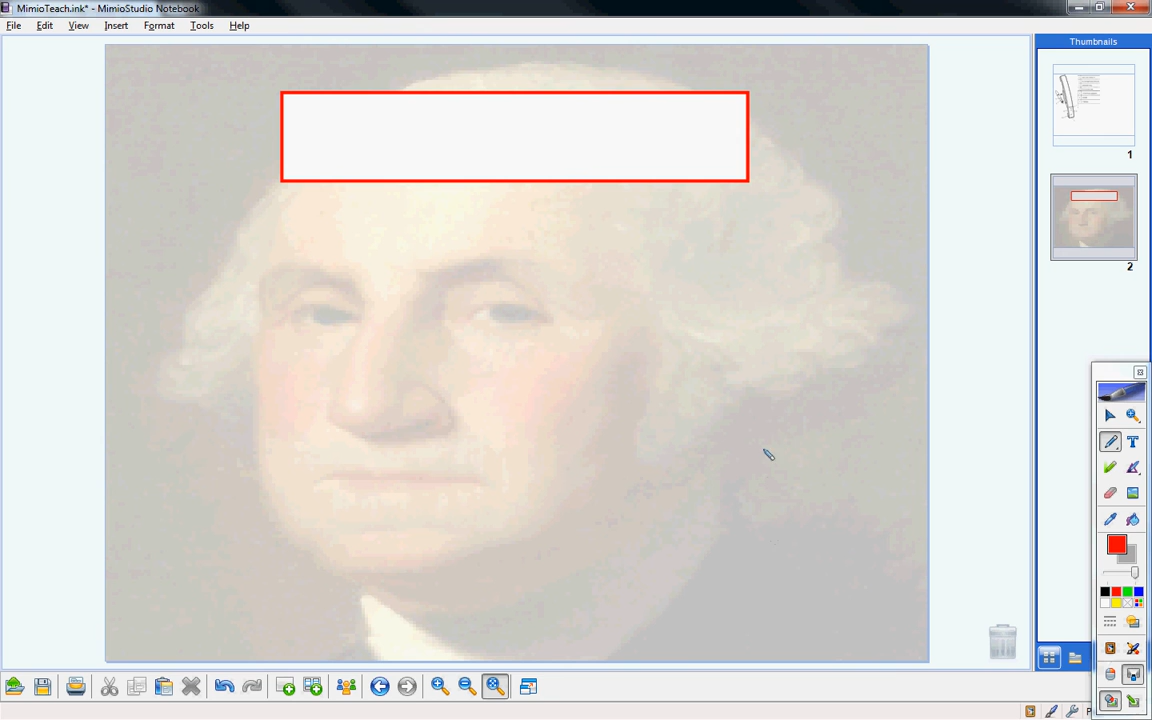 MimioTeach.ink* - MimioStudio Notebook
File Edit View Insert Format Tools Help
Thumbnails
1
2
T